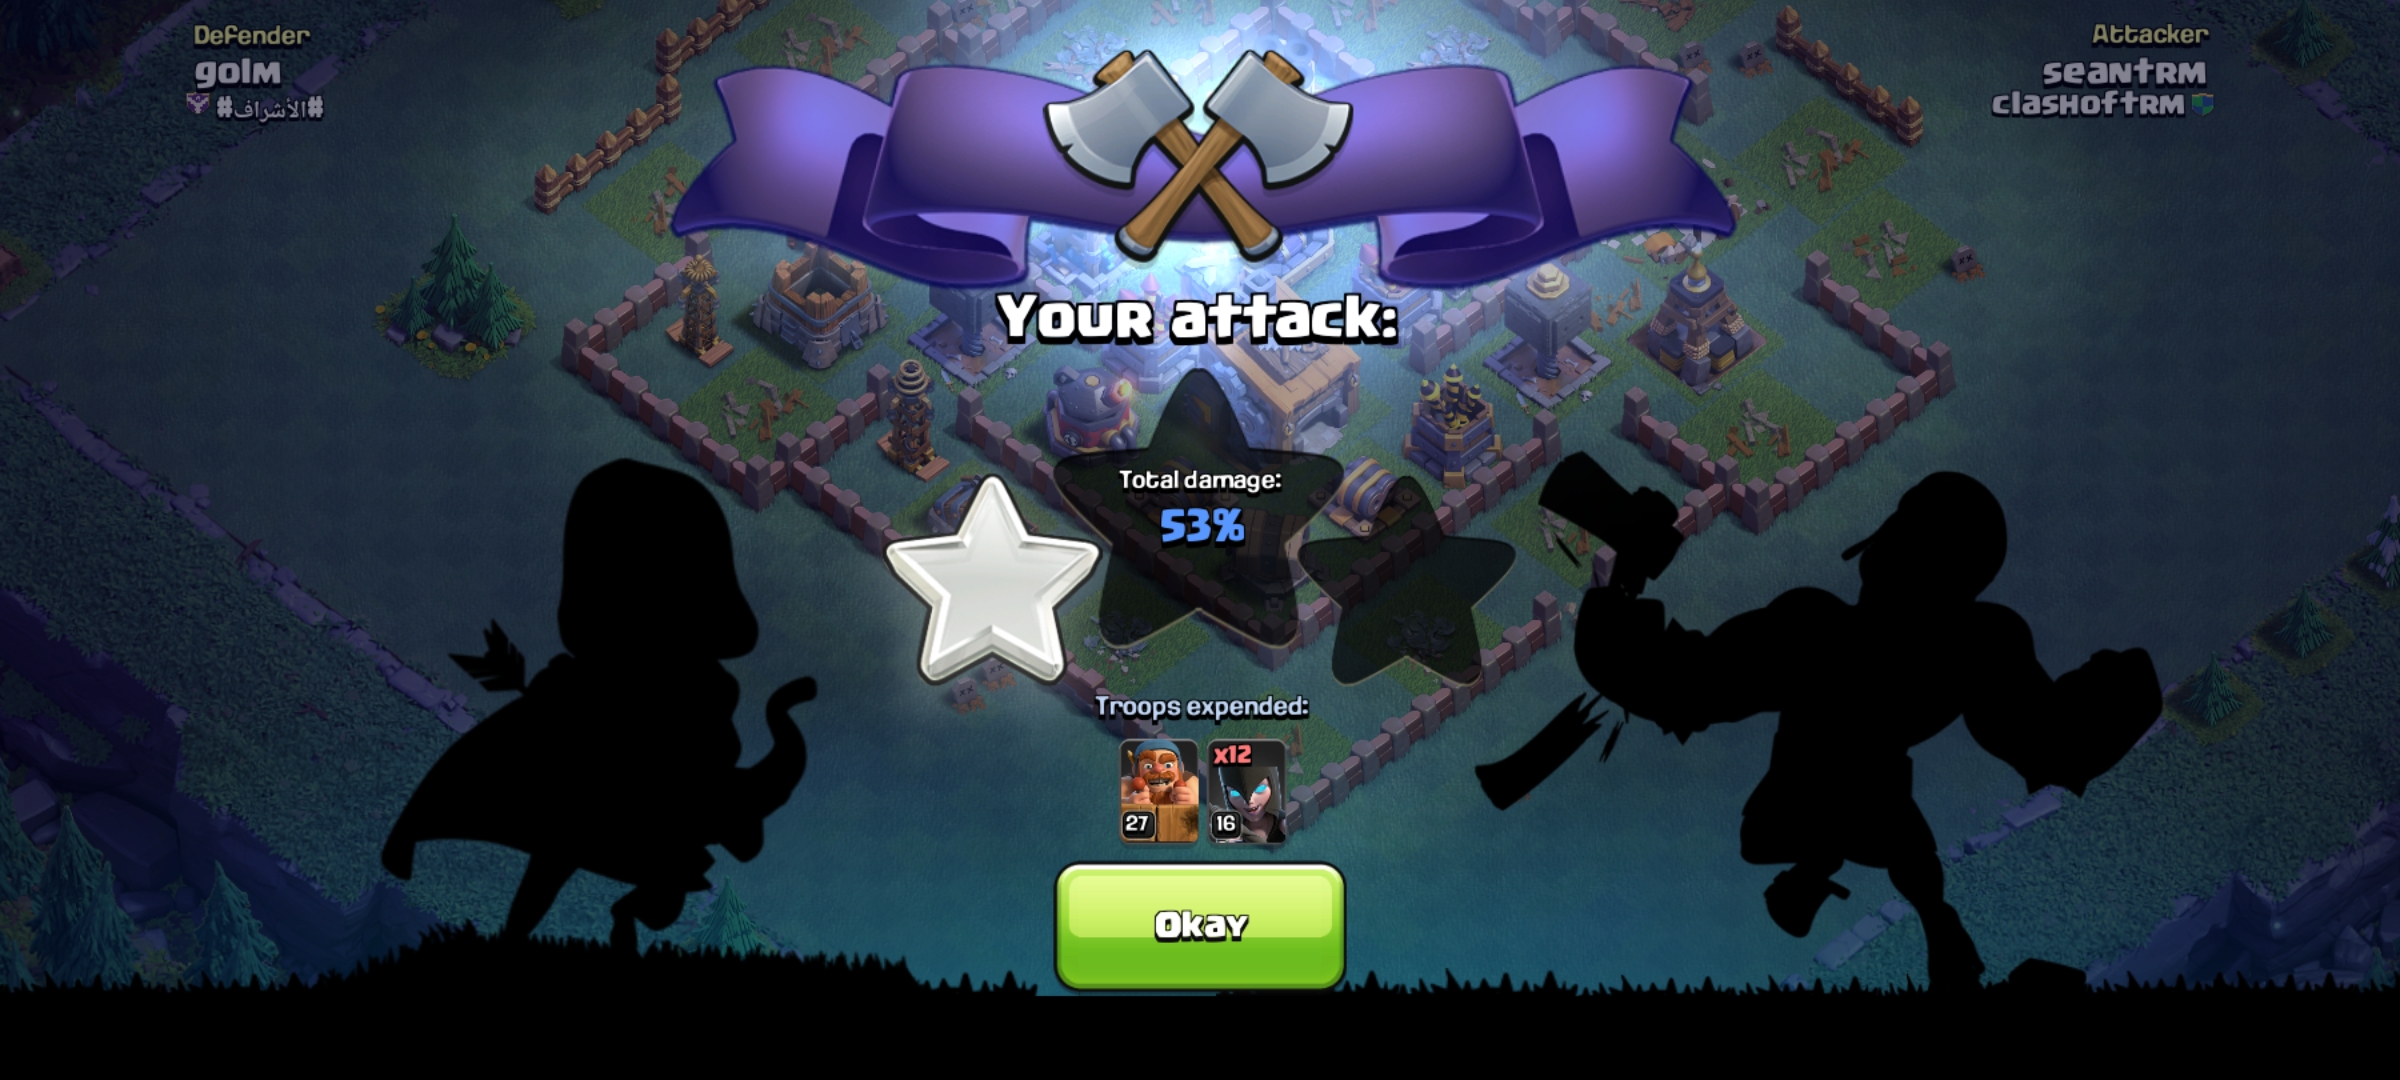 Defender
golm
#الأشراف#
Attacker
seantrm
clashoftrm
Your attack:
Total damage:
53%
Troops expended:
x12
27
16
Okay